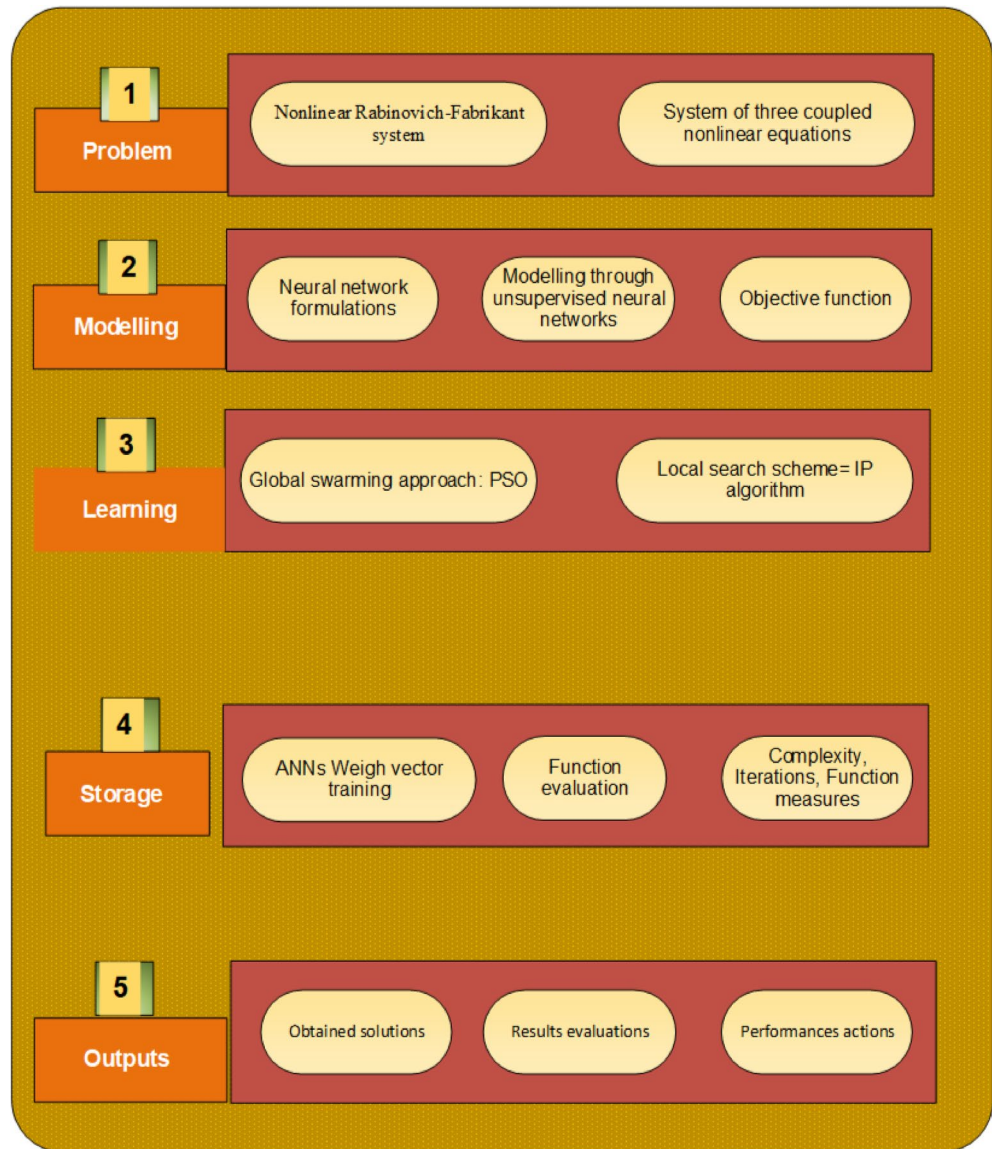 1
Problem
Nonlinear Rabinovich-Fabrikant
system
System of three coupled
nonlinear equations
2
Modelling
Neural network
formulations
Modelling through
unsupervised neural
networks
Objective function
3
Learning
Global swarming approach: PSO
Local search scheme= IP
algorithm
4
Storage
ANNs Weigh vector
training
Function
evaluation
Complexity,
Iterations, Function
measures
5
Outputs
Obtained solutions
Results evaluations
Performances actions